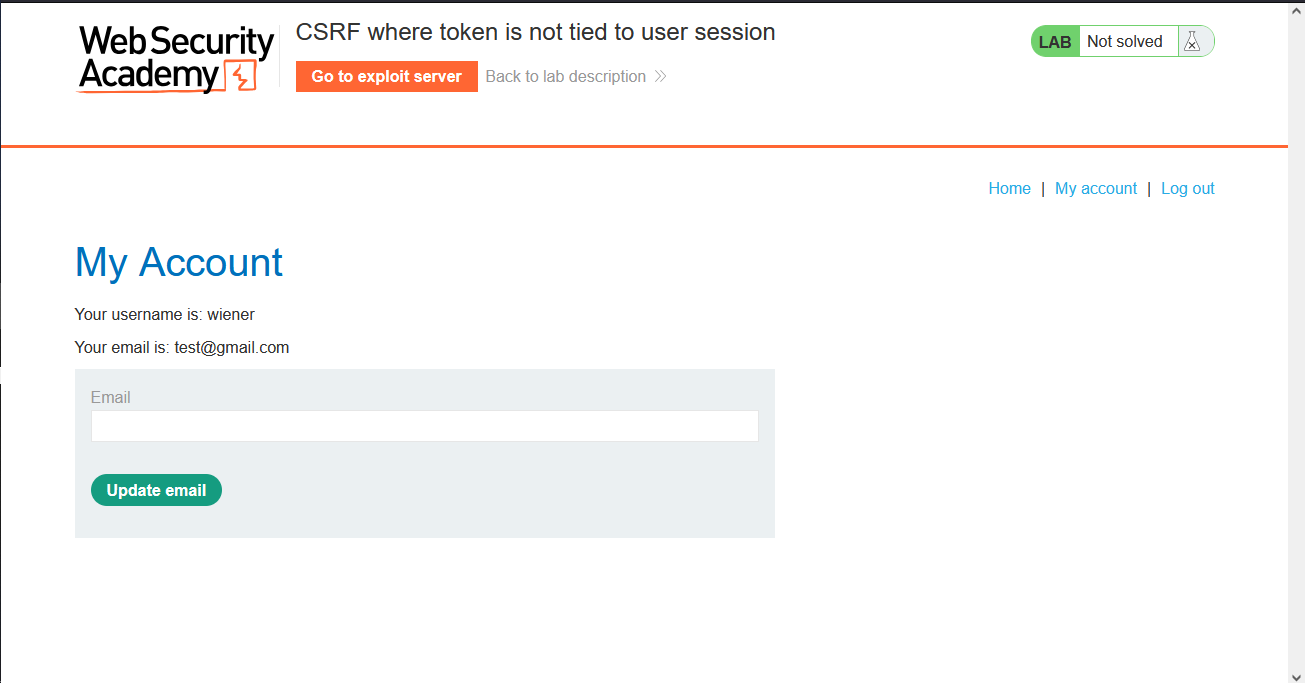 Web Security
Academy
CSRF where token is not tied to user session
Go to exploit server
Back to lab description
LAB
Not solved
Home | My account | Log out
My Account
Your username is: wiener
Your email is: test@gmail.com
Email
Update email